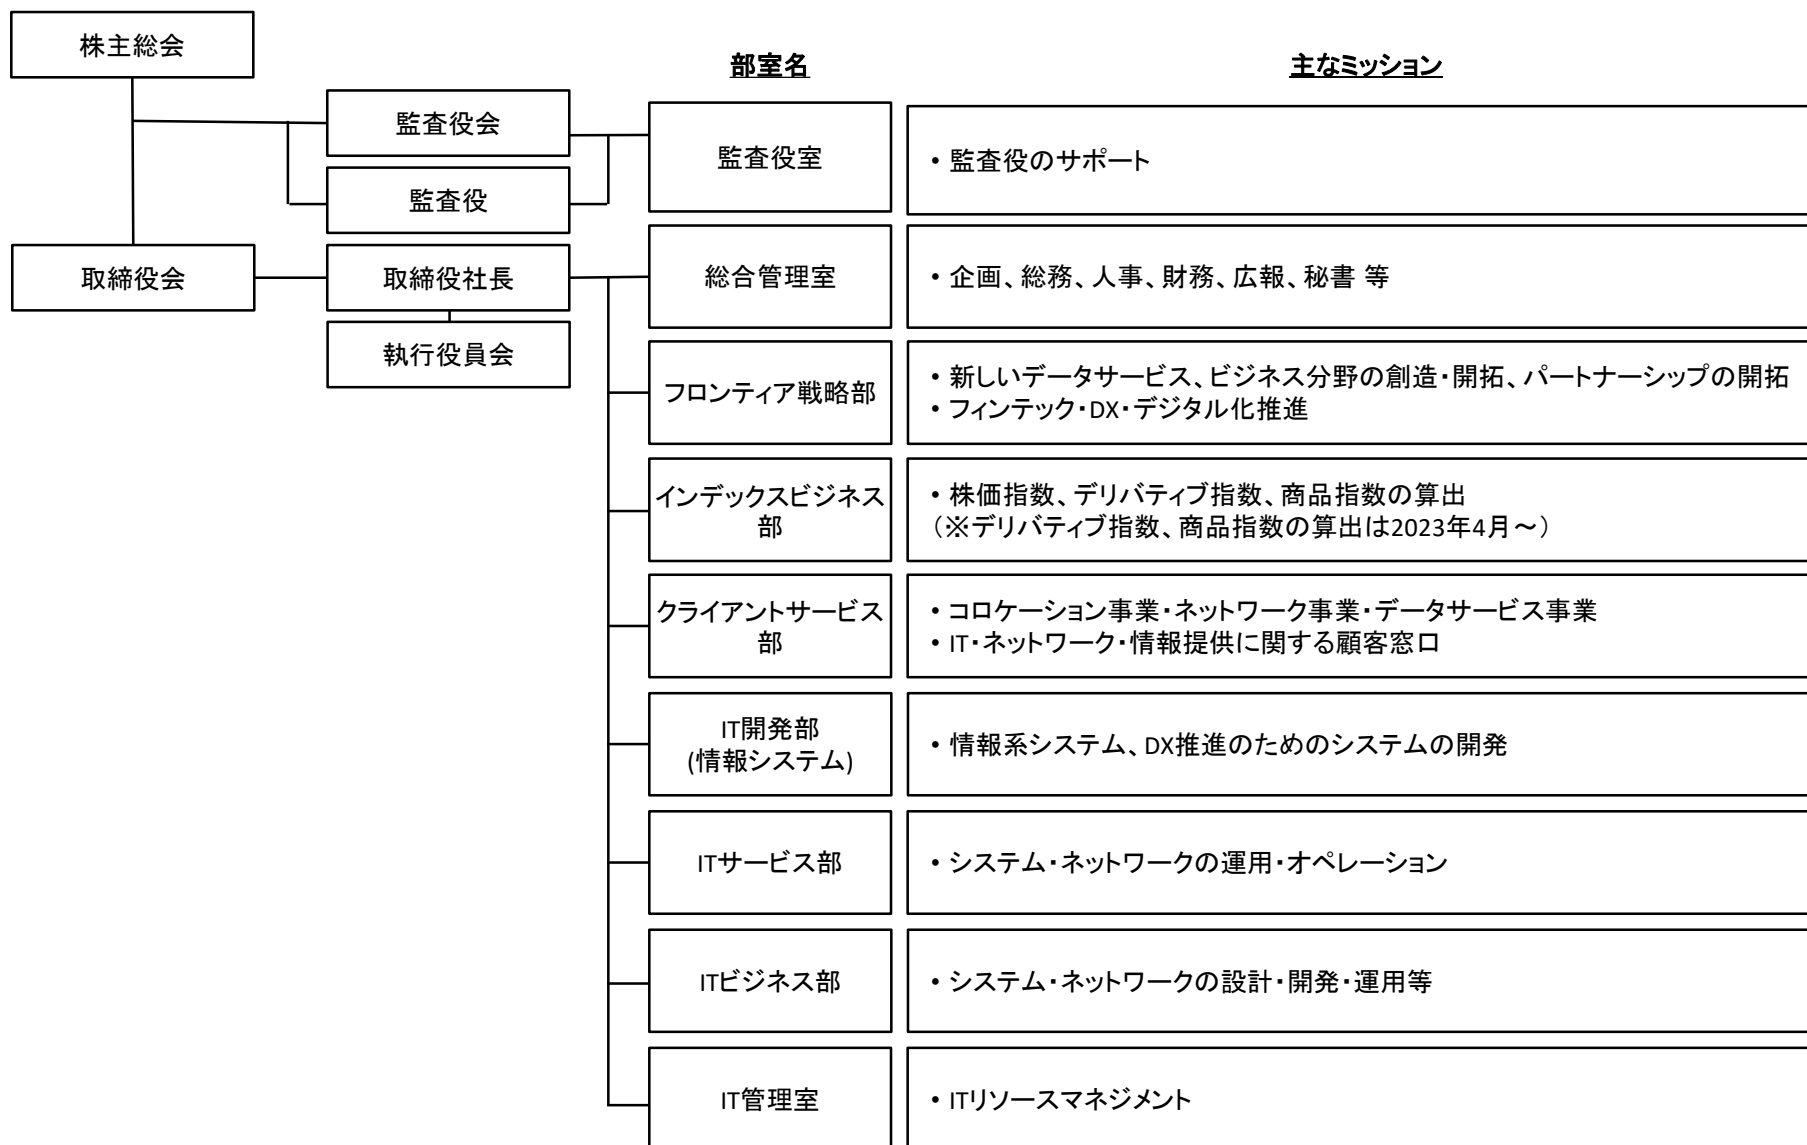 株主総会
部室名
主なミッション
監査役会
監査役
監査役室
・監査役のサポート
取締役会
取締役社長
執行役員会
総合管理室
・企画、総務、人事、財務、広報、秘書 等
フロンティア戦略部
・新しいデータサービス、ビジネス分野の創造・開拓、パートナーシップの開拓
・フィンテック・DX・デジタル化推進
インデックスビジネス
部
・株価指数、デリバティブ指数、商品指数の算出
（※デリバティブ指数、商品指数の算出は2023年4月～）
クライアントサービス
部
・コロケーション事業・ネットワーク事業・データサービス事業
・IT・ネットワーク・情報提供に関する顧客窓口
IT開発部
(情報システム)
・情報系システム、DX推進のためのシステムの開発
ITサービス部
・システム・ネットワークの運用・オペレーション
ITビジネス部
・システム・ネットワークの設計・開発・運用等
IT管理室
・ITリソースマネジメント